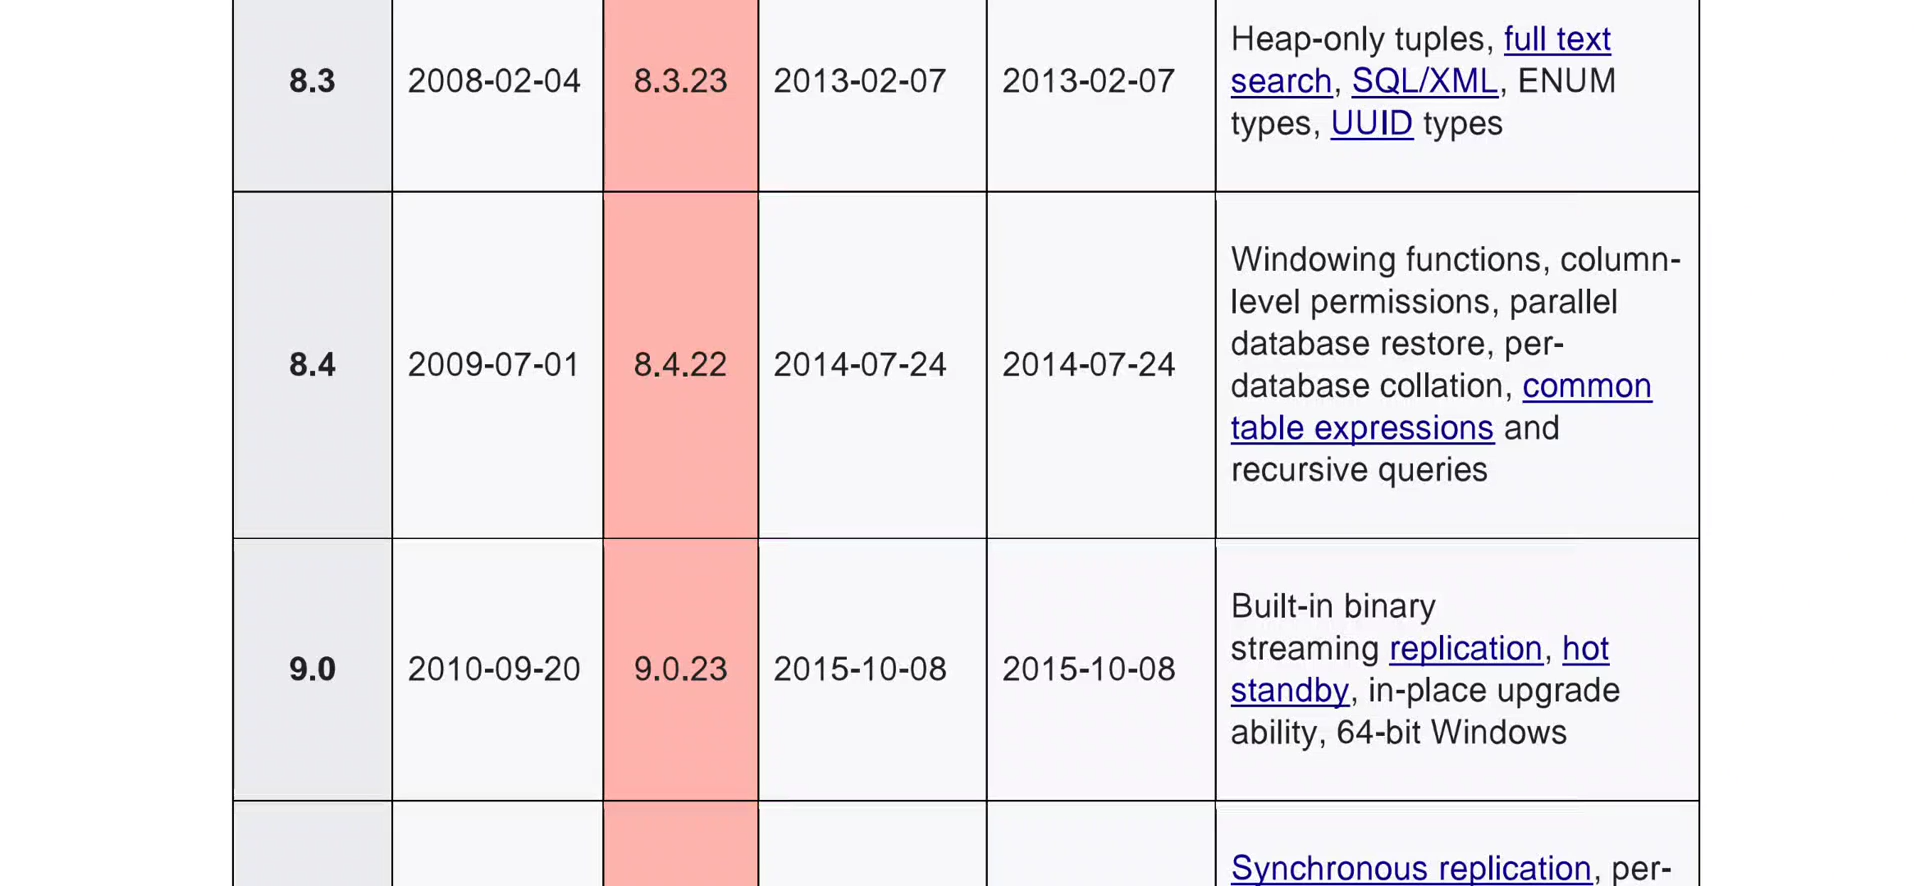 8.3 2008-02-04 8.3.23 2013-02-07 2013-02-07 Heap-only tuples, full text
search, SQL/XML, ENUM
types, UUID types
8.4 2009-07-01 8.4.22 2014-07-24 2014-07-24 Windowing functions, column-
level permissions, parallel
database restore, per-
database collation, common
table expressions and
recursive queries
9.0 2010-09-20 9.0.23 2015-10-08 2015-10-08 Built-in binary
streaming replication, hot
standby, in-place upgrade
ability, 64-bit Windows
Synchronous replication, per-